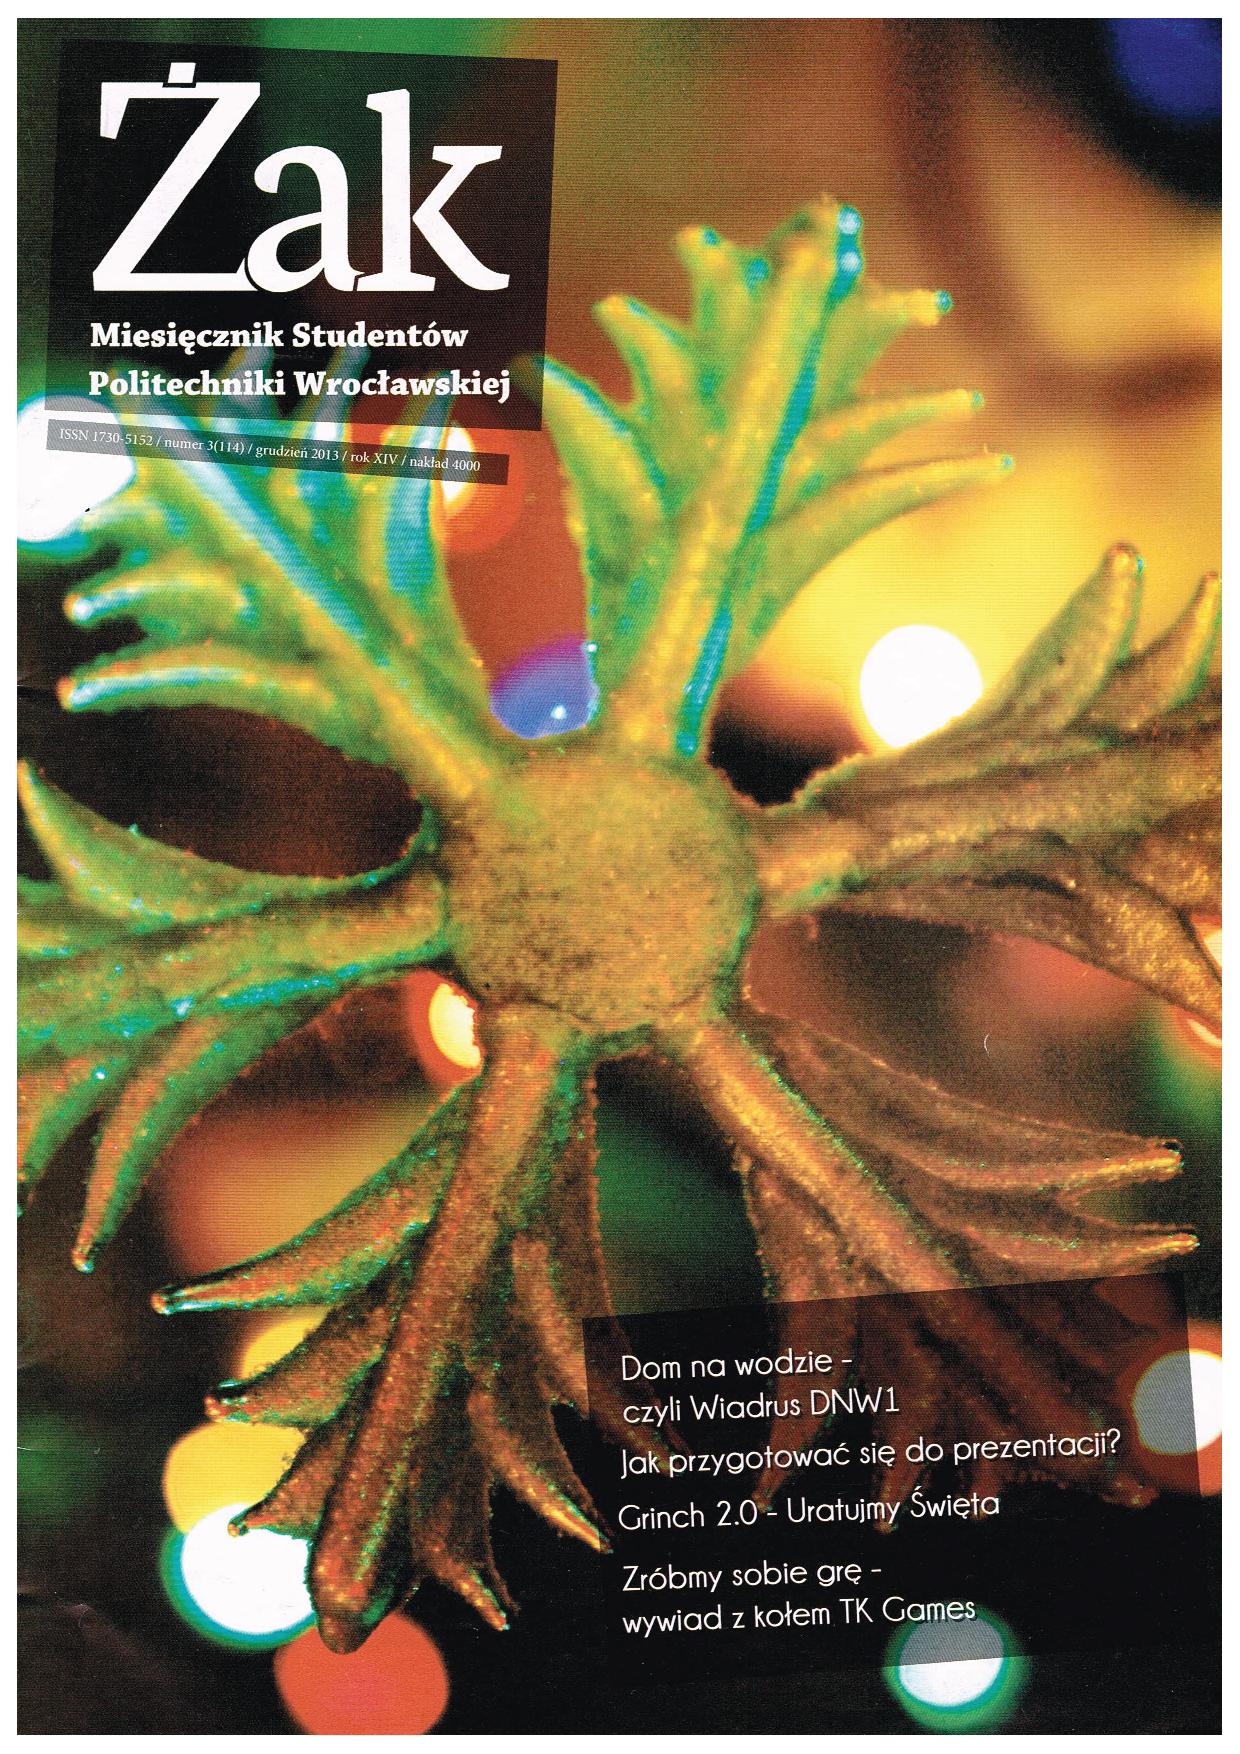 Żak
Miesięcznik Studentów
Politechniki Wrocławskiej
ISSN 1730-5152 / numer 3(114) / grudzień 2013 / rok XIV / nakład 4000
Dom na wodzie -
czyli Wiadrus DNW1
Jak przygotować się do prezentacji?
Grinch 2.0 - Uratujmy Święta
Zróbmy sobie grę -
wywiad z kołem TK Games